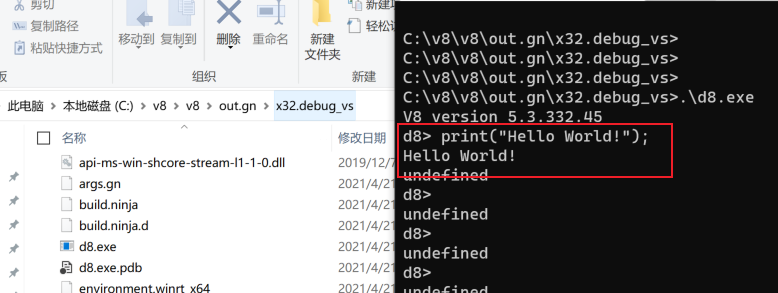 剪切
复制路径
粘贴快捷方式
移动到
复制到
删除
重命名
新建
文件夹
轻松访
组织
新建
此电脑 > 本地磁盘 (C:) > v8 > v8 > out.gn > x32.debug_vs
名称
修改日期
api-ms-win-shcore-stream-l1-1-0.dll
2019/12/7
args.gn
2021/4/21
build.ninja
2021/4/21
build.ninja.d
2021/4/21
d8.exe
2021/4/21
d8.exe.pdb
2021/4/21
environment.winrt_x64
2021/4/21
C:\v8\v8\out.gn\x32.debug_vs>
C:\v8\v8\out.gn\x32.debug_vs>
C:\v8\v8\out.gn\x32.debug_vs>
C:\v8\v8\out.gn\x32.debug_vs>.\d8.exe
V8 version 5.3.332.45
d8> print("Hello World!");
Hello World!
undefined
d8>
undefined
d8>
undefined
d8>
undefined